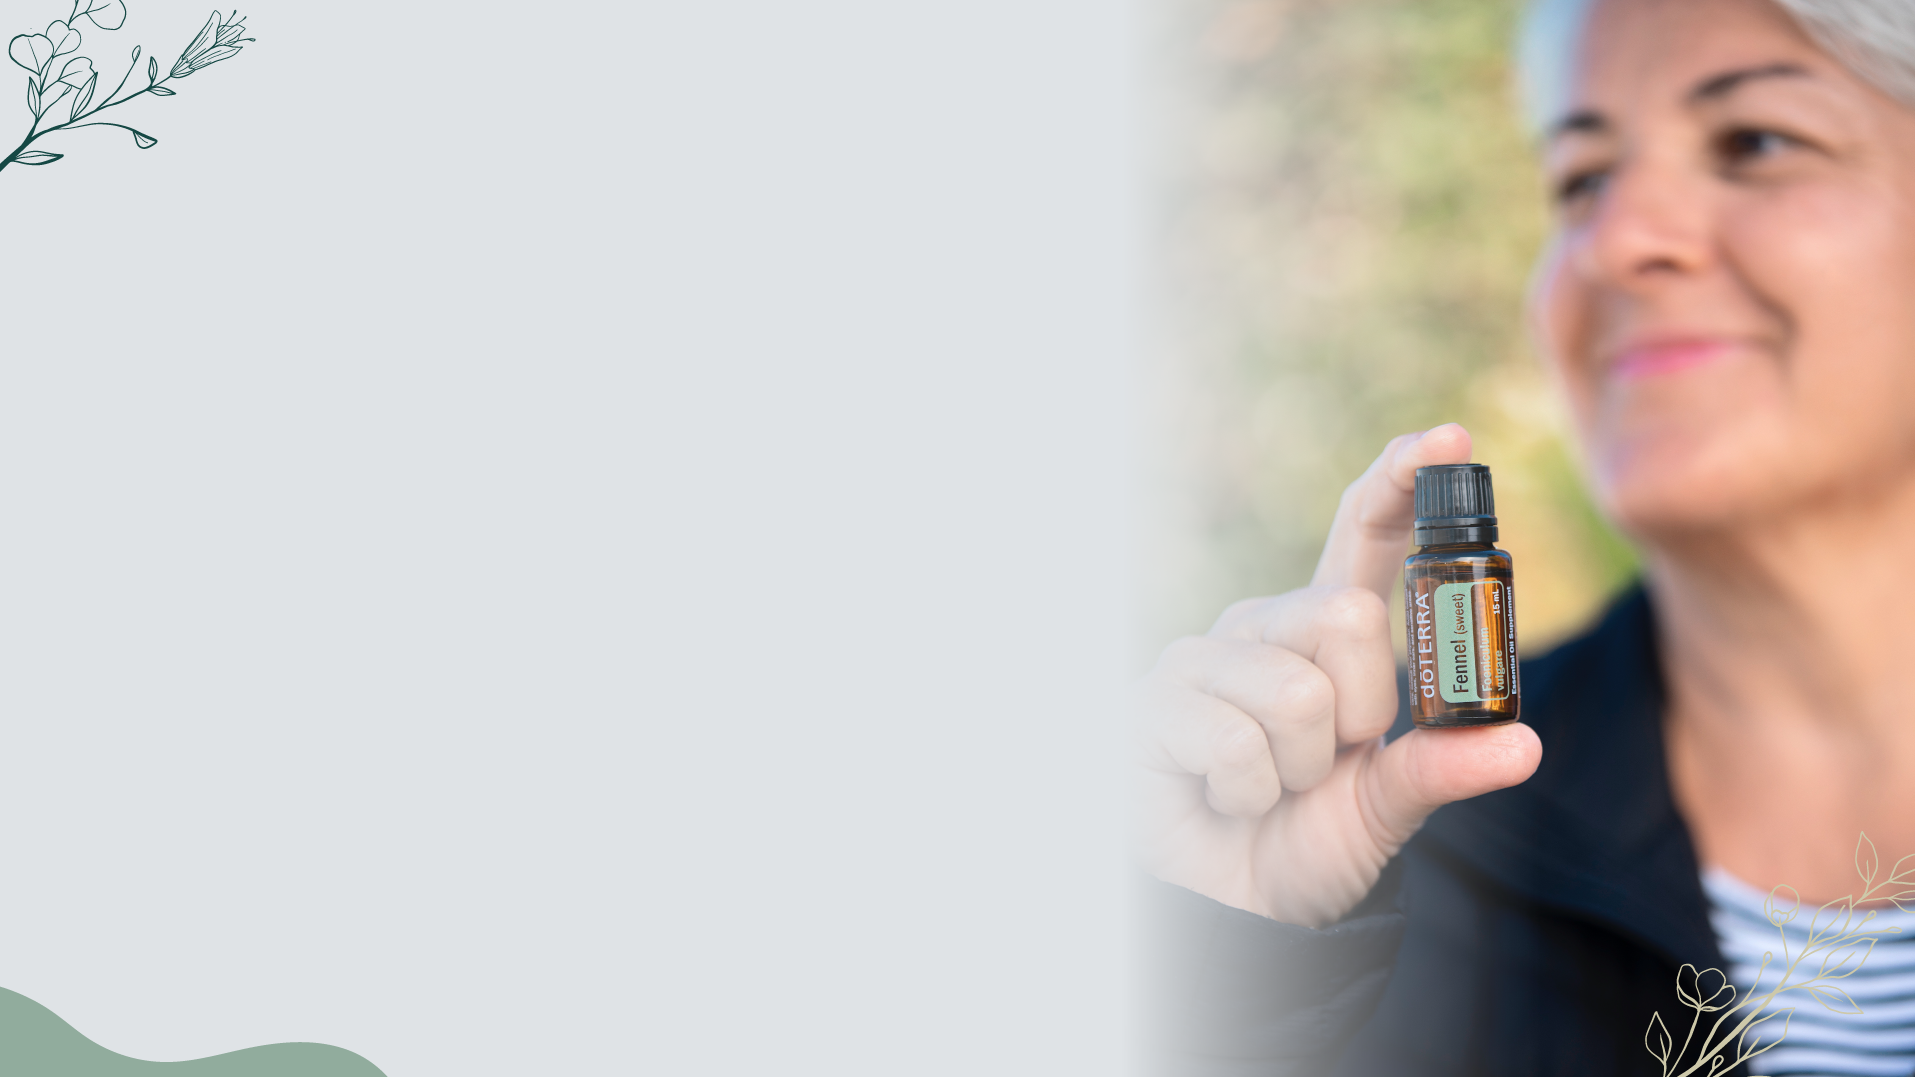 dōTERRA
Fennel (sweet)
Foeniculum
vulgare
15 mL
Essential Oil Supplement